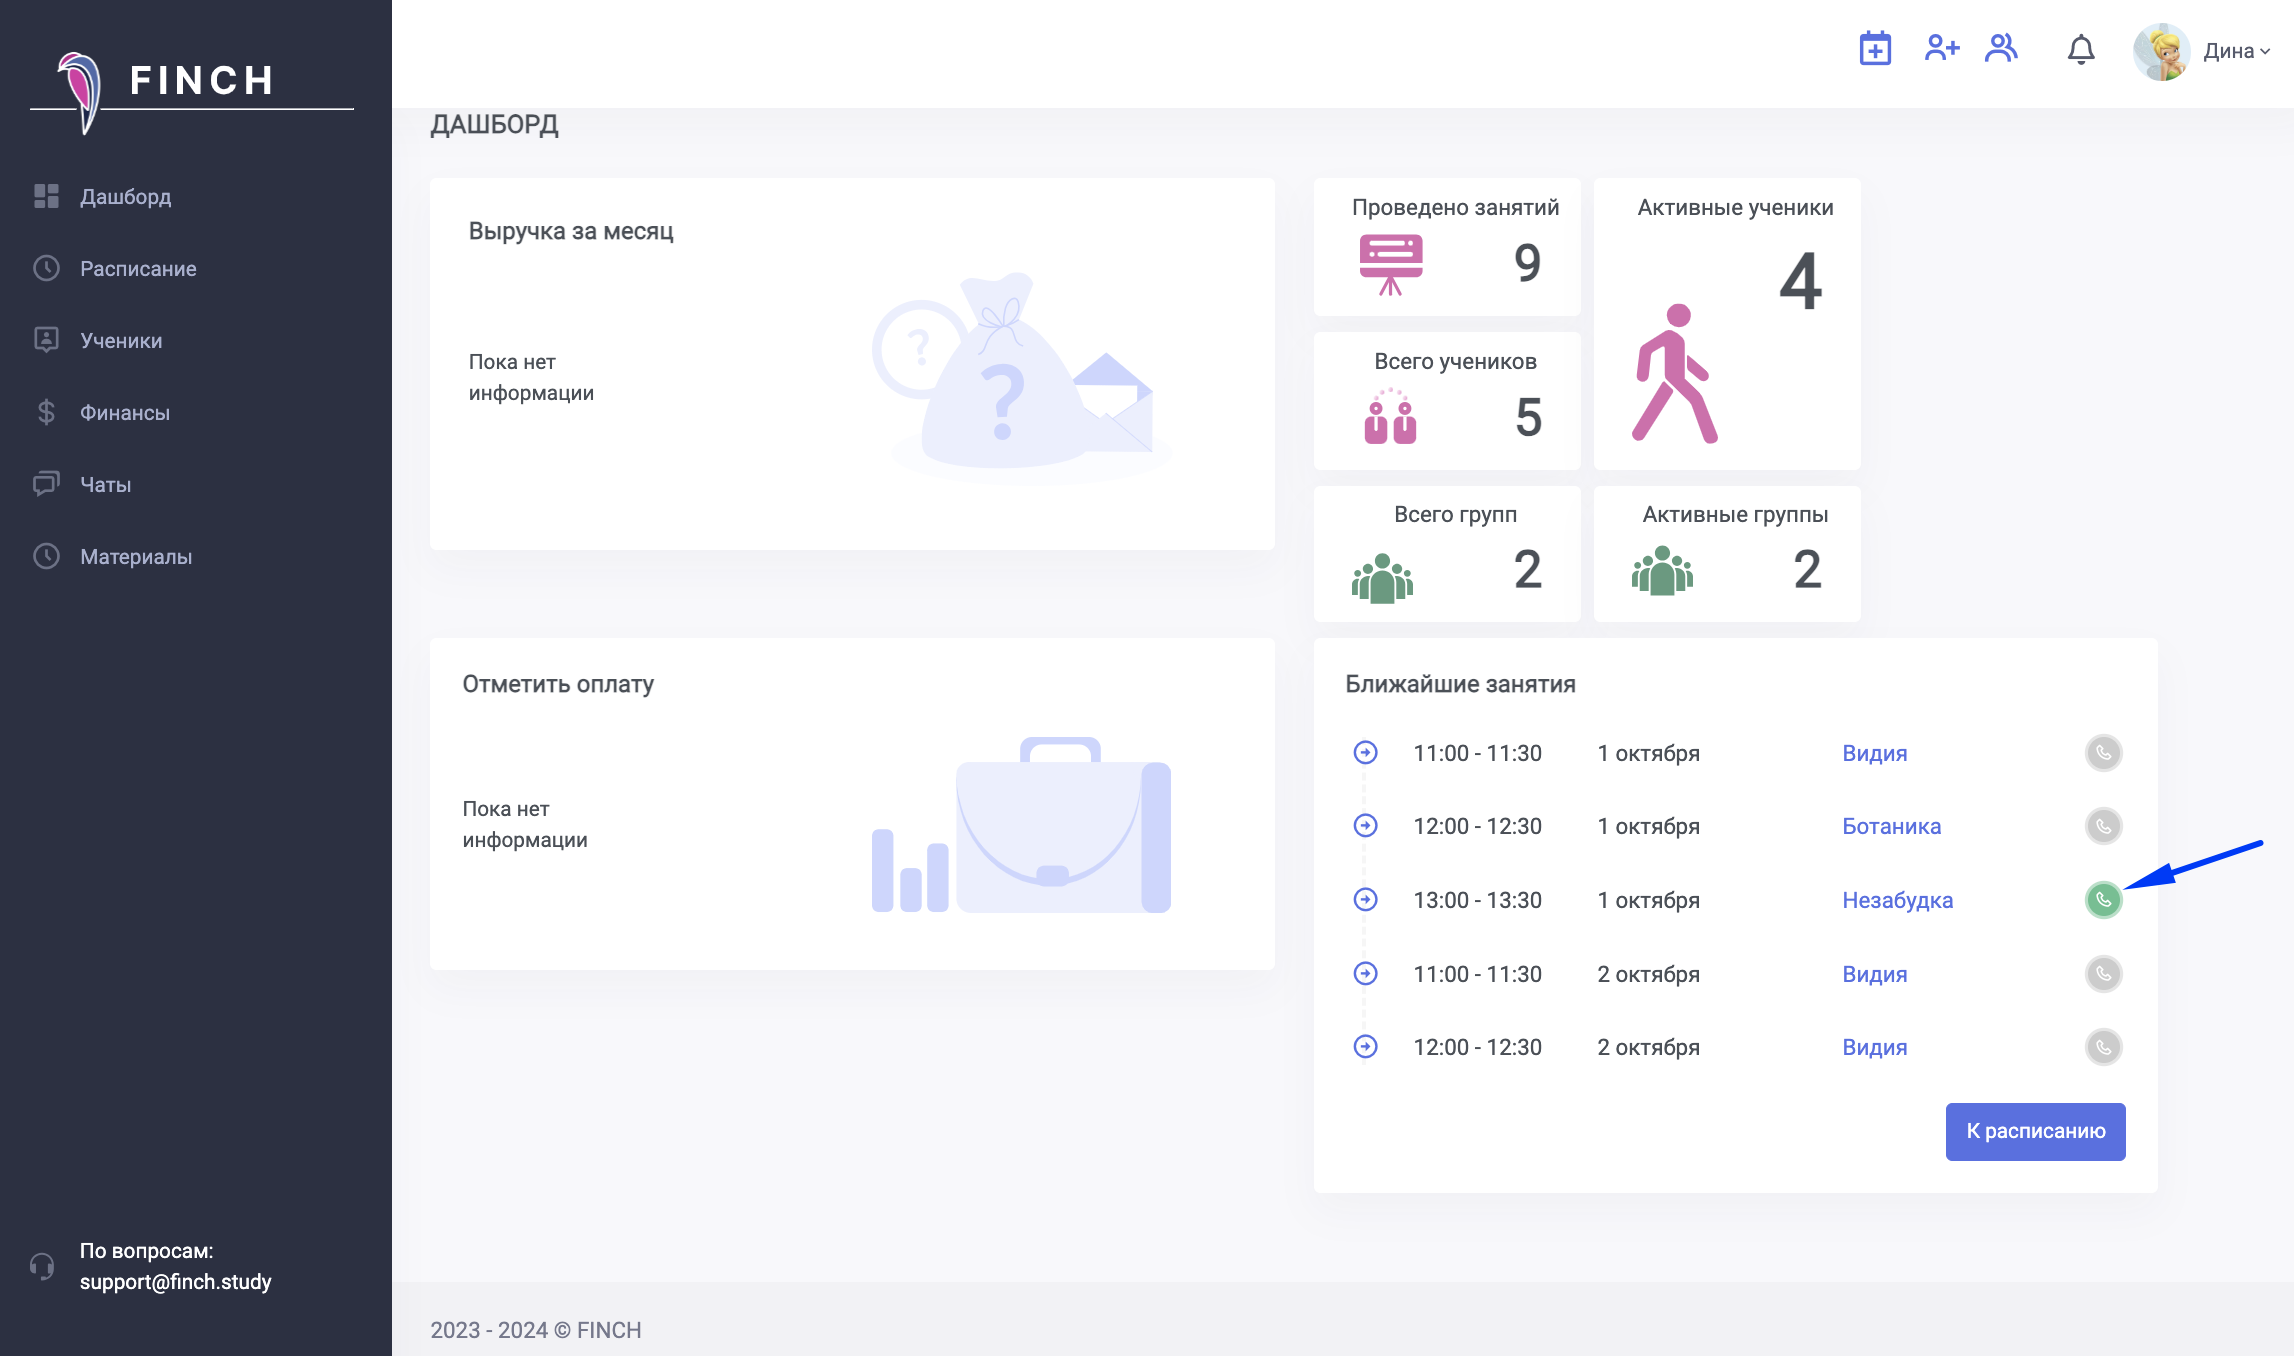 FINCH
Дина
Дашборд
Расписание
Ученики
Финансы
Чаты
Материалы
По вопросам:
support@finch.study
ДАШБОРД
Выручка за месяц
Пока нет
информации
?
?
Проведено занятий
9
Активные ученики
4
Всего учеников
5
Всего групп
2
Активные группы
2
Отметить оплату
Пока нет
информации
Ближайшие занятия
11:00 - 11:30 1 октября Видия
12:00 - 12:30 1 октября Ботаника
13:00 - 13:30 1 октября Незабудка
11:00 - 11:30 2 октября Видия
12:00 - 12:30 2 октября Видия
К расписанию
2023 - 2024 © FINCH